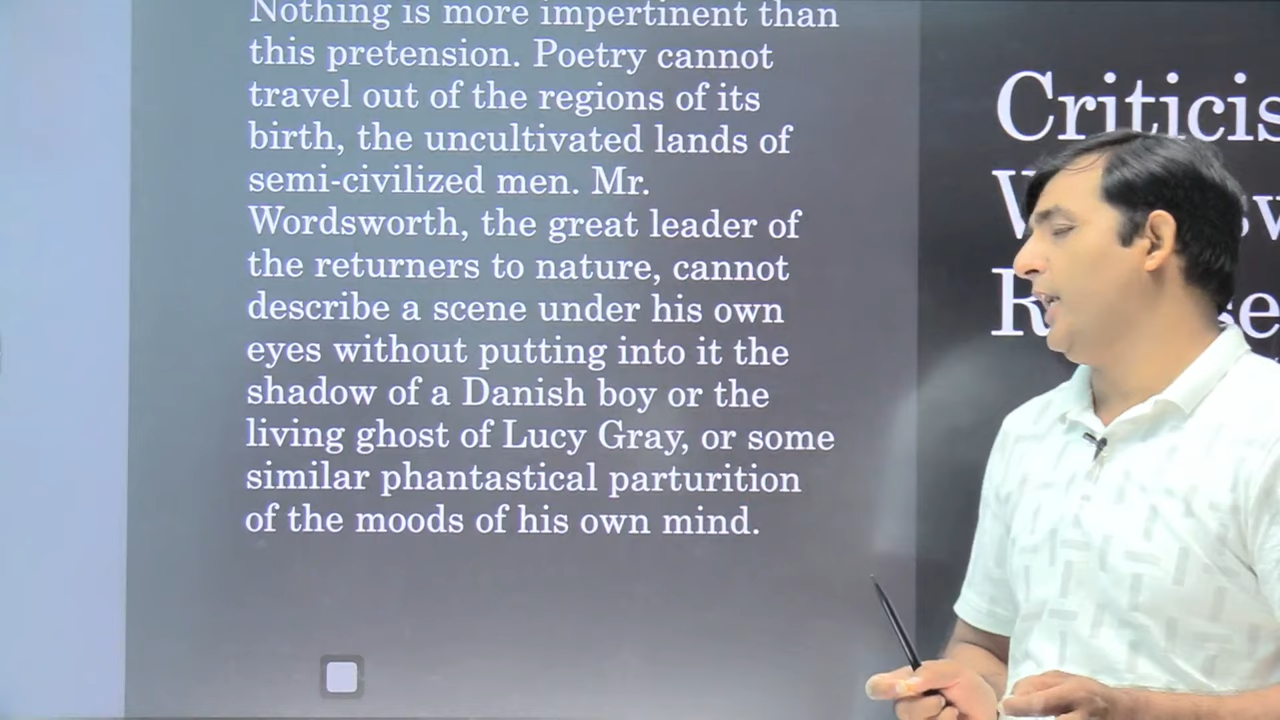 Nothing is more impertinent than
this pretension. Poetry cannot
travel out of the regions of its
birth, the uncultivated lands of
semi-civilized men. Mr.
Wordsworth, the great leader of
the returners to nature, cannot
describe a scene under his own
eyes without putting into it the
shadow of a Danish boy or the
living ghost of Lucy Gray, or some
similar phantastical parturition
of the moods of his own mind.
Criticis